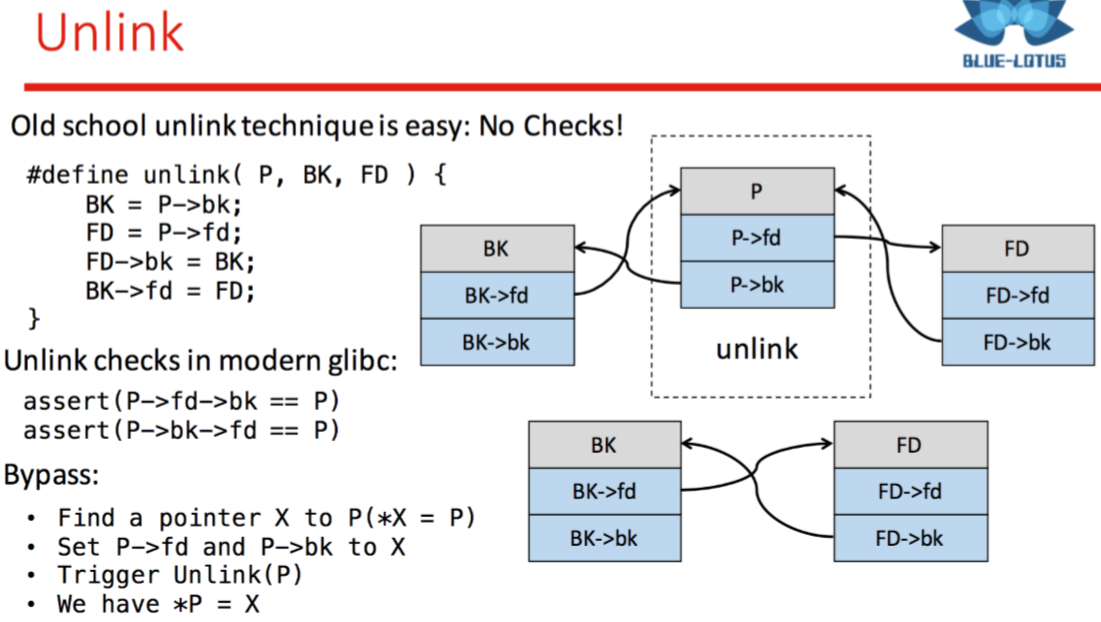 Unlink
BLUE-LOTUS
Old school unlink technique is easy: No Checks!
#define unlink( P, BK, FD ) {
BK = P->bk;
FD = P->fd;
FD->bk = BK;
BK->fd = FD;
}
Unlink checks in modern glibc:
assert(P->fd->bk == P)
assert(P->bk->fd == P)
Bypass:
• Find a pointer X to P(*X = P)
• Set P->fd and P->bk to X
• Trigger Unlink(P)
• We have *P = X
BK
BK->fd
BK->bk
P
P->fd
P->bk
unlink
FD
FD->fd
FD->bk
BK
BK->fd
BK->bk
FD
FD->fd
FD->bk